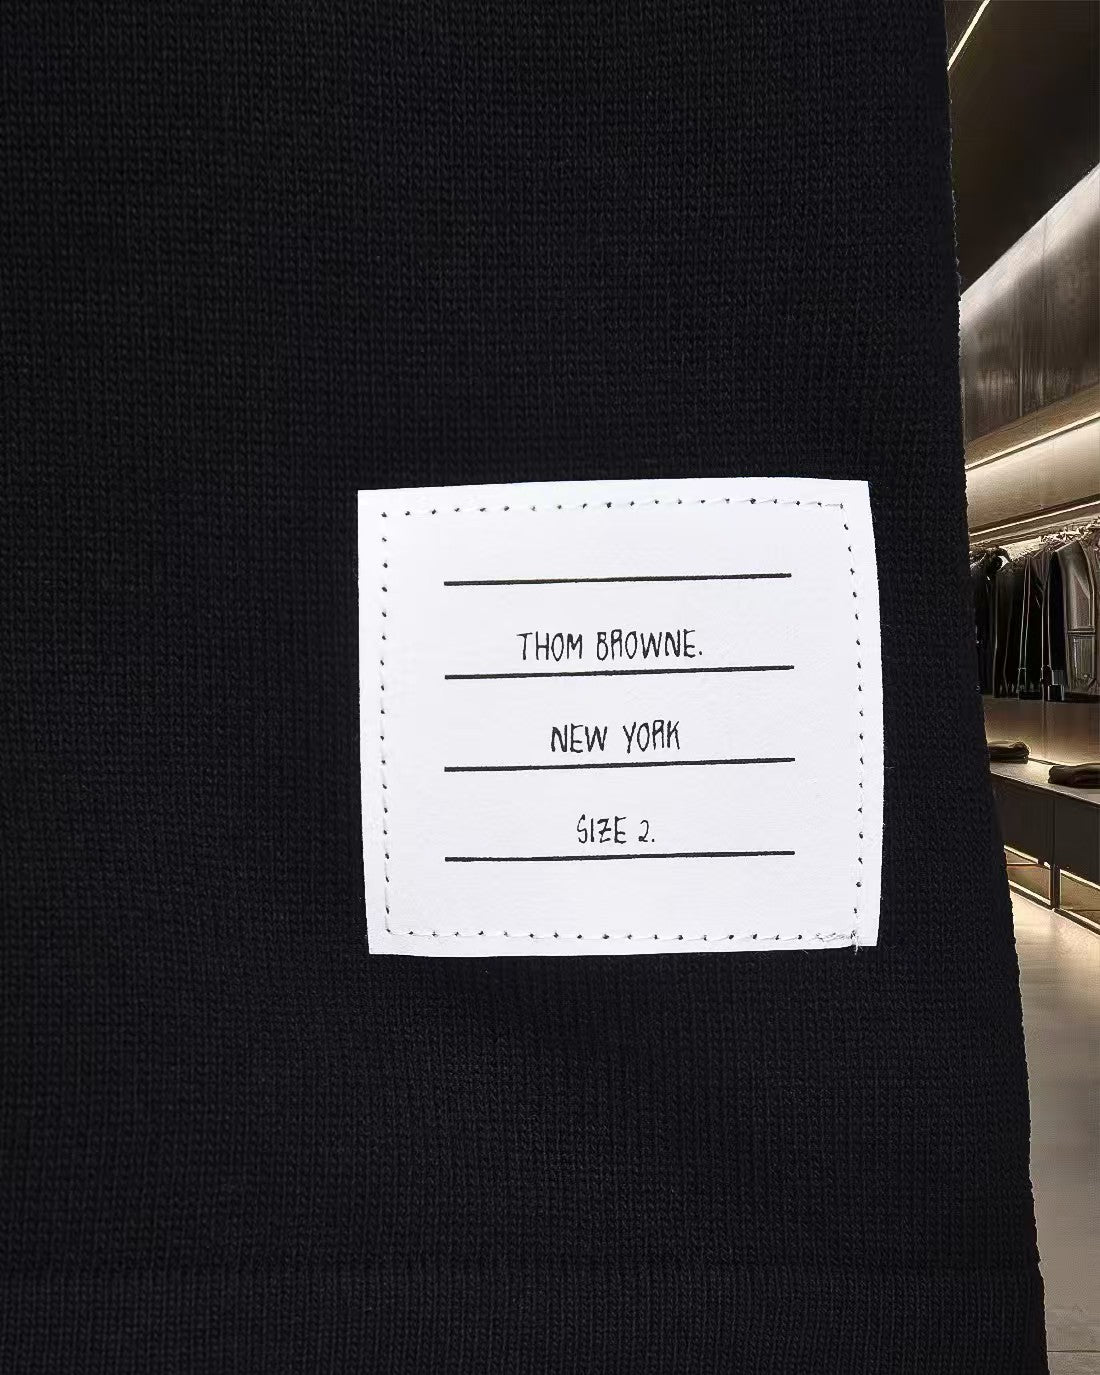 THOM BROWNE.
NEW YORK
SIZE 2.